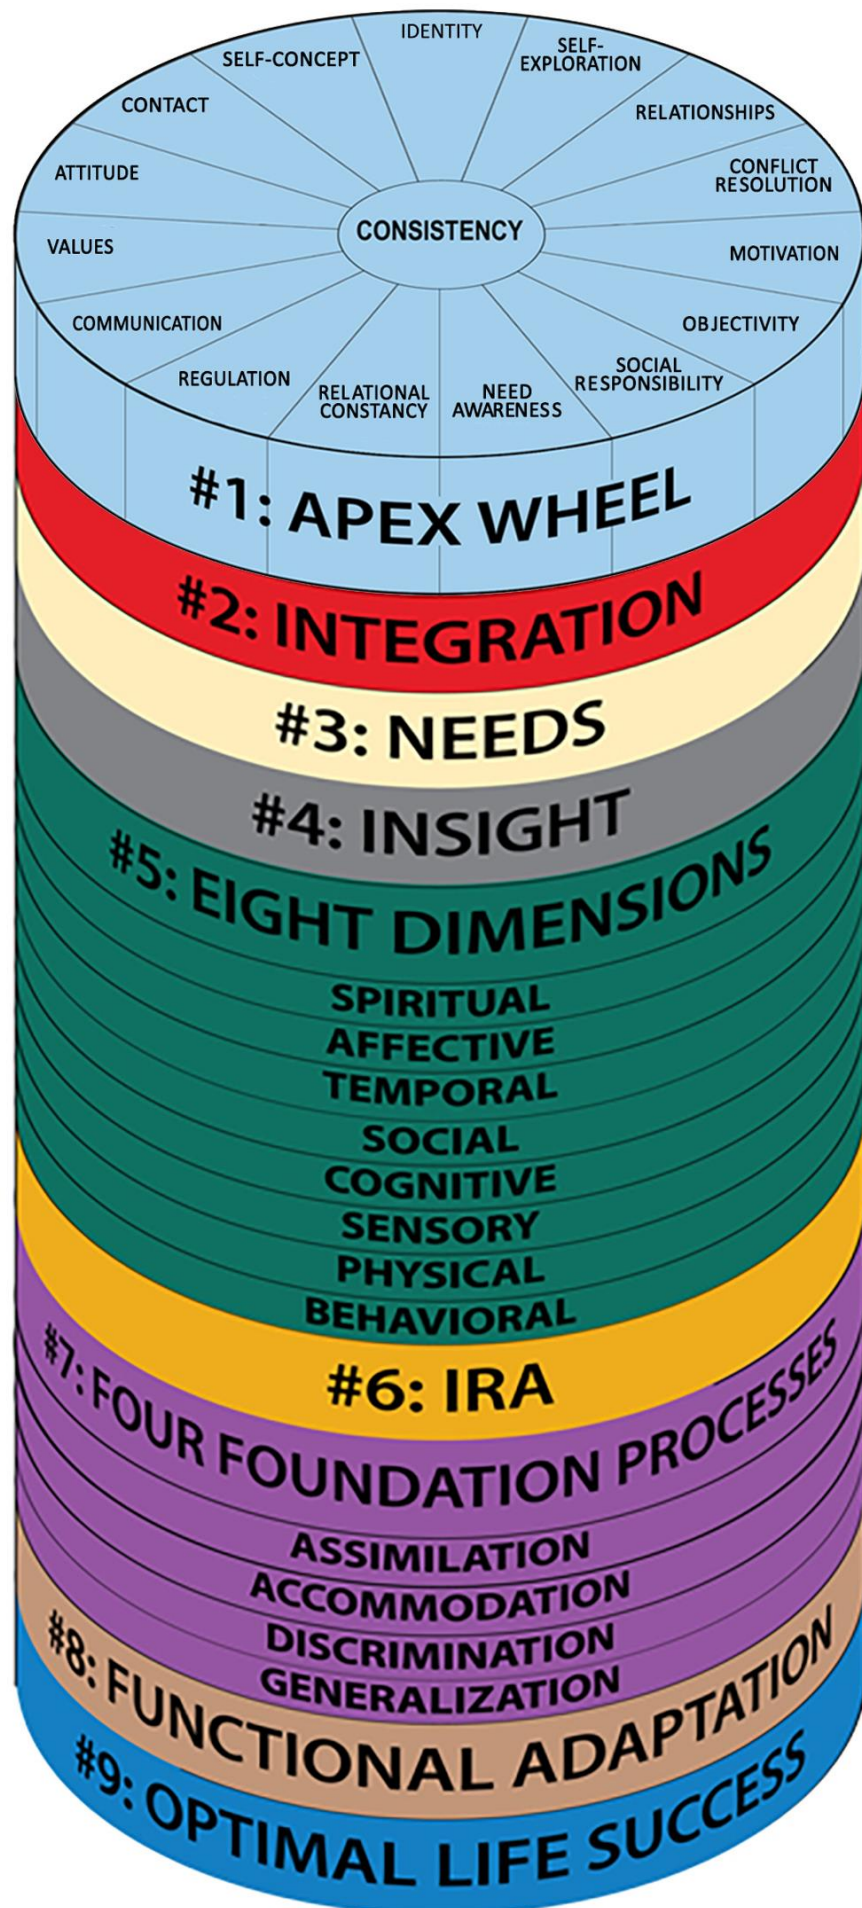 IDENTITY
SELF-CONCEPT
SELF-
EXPLORATION
CONTACT
RELATIONSHIPS
ATTITUDE
CONFLICT
RESOLUTION
CONSISTENCY
VALUES
MOTIVATION
COMMUNICATION
OBJECTIVITY
REGULATION
SOCIAL
RESPONSIBILITY
RELATIONAL
CONSTANCY
NEED
AWARENESS
#1: APEX WHEEL
#2: INTEGRATION
#3: NEEDS
#4: INSIGHT
#5: EIGHT DIMENSIONS
SPIRITUAL
AFFECTIVE
TEMPORAL
SOCIAL
COGNITIVE
SENSORY
PHYSICAL
BEHAVIORAL
#6: IRA
#7: FOUR FOUNDATION PROCESSES
ASSIMILATION
ACCOMMODATION
DISCRIMINATION
GENERALIZATION
#8: FUNCTIONAL ADAPTATION
#9: OPTIMAL LIFE SUCCESS